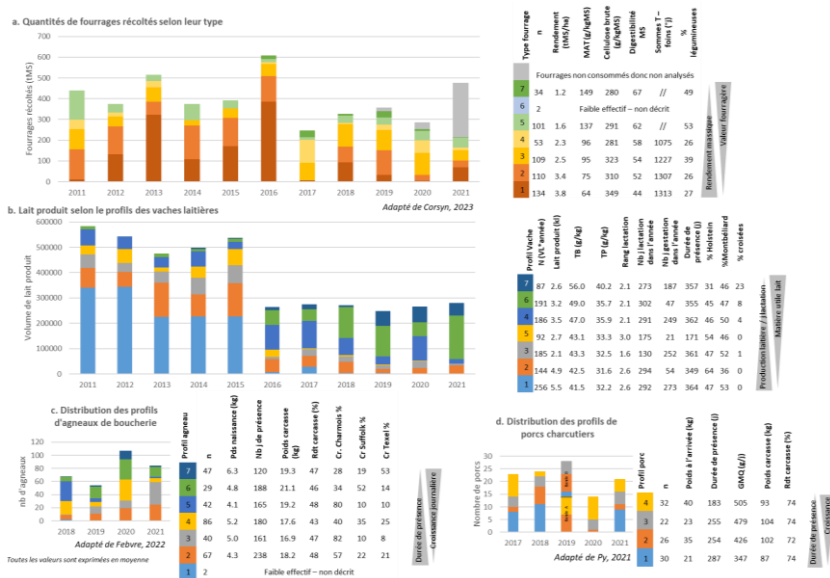 a. Quantités de fourrages récoltés selon leur type
Fourrages récoltés (tMS)
700
600
500
400
300
200
100
0
2011 2012 2013 2014 2015 2016 2017 2018 2019 2020 2021
Adapté de Corsyn, 2023
Type fourrage n Rendement (tMS/ha) MAT (g/kgMS) Cellulose brute (g/kgMS) Digestibilité MS Sommes T – foins (°j) % légumineuses
Fourrages non consommés donc non analysés
7 34 1.2 149 280 67 // 49
6 2 Faible effectif – non décrit
5 101 1.6 137 291 62 // 53
4 53 2.3 96 281 58 1075 26
3 109 2.5 95 323 54 1227 39
2 110 3.4 75 310 52 1307 26
1 134 3.8 64 349 44 1313 27
Rendement massique
Valeur fourragère
b. Lait produit selon le profils des vaches laitières
Volume de lait produit
600000
500000
400000
300000
200000
100000
0
2011 2012 2013 2014 2015 2016 2017 2018 2019 2020 2021
Profil Vache N (VL*année) Lait produit (kl) TB (g/kg) TP (g/kg) Rang lactation Nb j lactation dans l'année Nb j gestation dans l'année Durée de présence (j) % Holstein %Montbéliard % croisées
7 87 2.6 56.0 40.2 2.1 273 187 357 31 46 23
6 191 3.2 49.0 35.7 2.1 302 47 355 45 47 8
4 186 3.5 47.0 35.9 2.1 291 249 362 46 50 4
5 92 2.7 43.1 33.3 3.0 175 21 171 54 46 0
3 185 2.1 43.3 32.5 1.6 130 252 361 47 52 1
2 144 4.9 42.5 31.6 2.6 294 54 349 64 36 0
1 256 5.5 41.5 32.2 2.6 292 273 364 47 53 0
Production laitière / j lactation
Matière utile lait
c. Distribution des profils
d'agneaux de boucherie
nb d'agneaux
120
100
80
60
40
20
0
2018 2019 2020 2021
Adapté de Febvre, 2022
Toutes les valeurs sont exprimées en moyenne
Profil agneau n Pds naissance (kg) Nb j de présence Poids carcasse (kg) Rdt carcasse (%) Cr. Charmois % Cr Suffolk % Cr Texel %
7 47 6.3 120 19.3 47 28 19 53
6 29 4.8 188 21.1 46 34 52 14
5 42 4.1 165 19.2 48 80 10 10
4 86 5.2 180 17.6 43 40 35 25
3 40 5.0 161 16.9 47 82 10 8
2 67 4.3 238 18.2 48 57 22 21
1 2 Faible effectif – non décrit
Durée de présence
Croissance journalière
d. Distribution des profils de
porcs charcutiers
Nombre de porcs
30
25
20
15
10
5
0
2017 2018 2019 2020 2021
Adapté de Py, 2021
Profil porc n Poids à l'arrivée (kg) Durée de présence (j) GMQ (g/j) Poids carcasse (kg) Rdt carcasse (%)
4 32 40 183 505 93 74
3 22 23 255 479 104 74
2 26 35 254 426 102 72
1 30 21 287 347 87 74
Durée de présence
Croissance